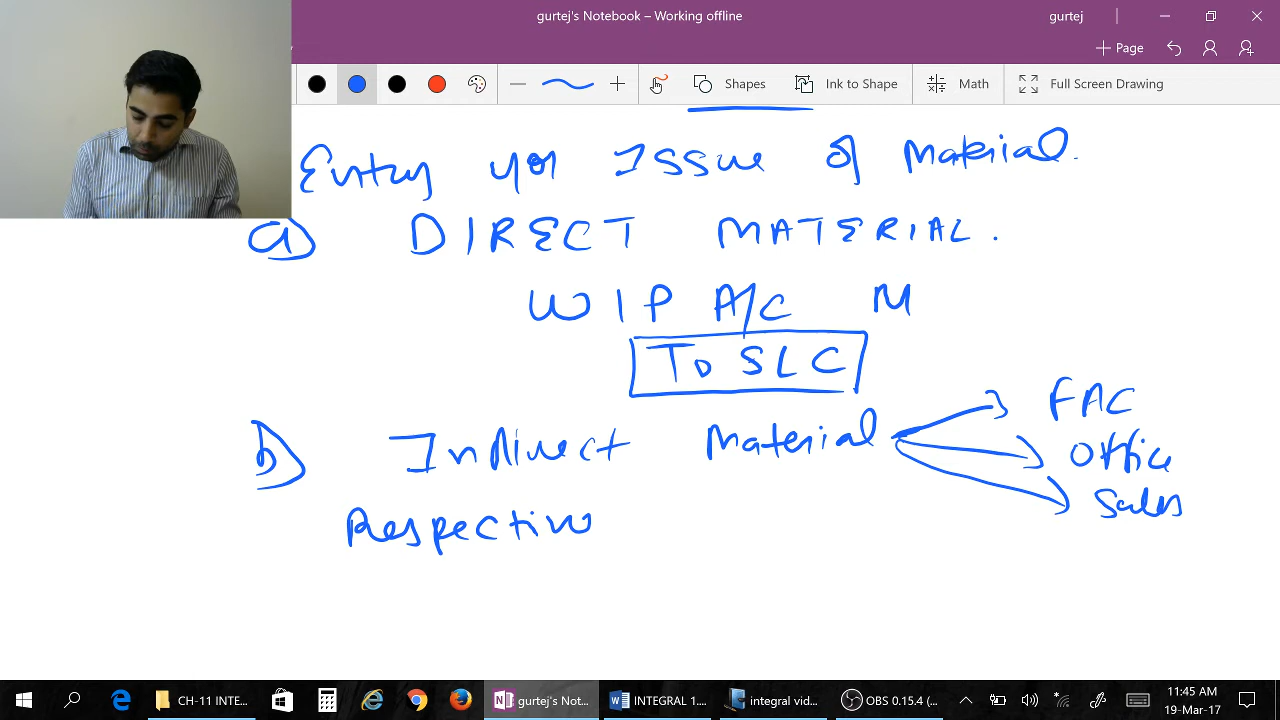 gurtej's Notebook – Working offline
gurtej
Page
Shapes
Ink to Shape
Math
Full Screen Drawing
Entry for Issue of Material.
a) DIRECT MATERIAL.
WIP A/C
To SLC
b) Indirect Material
FAC
Office
Sales
Respective
CH-11 INTE...
gurtej's Not...
INTEGRAL 1....
integral vid...
OBS 0.15.4 (...
11:45 AM
19-Mar-17